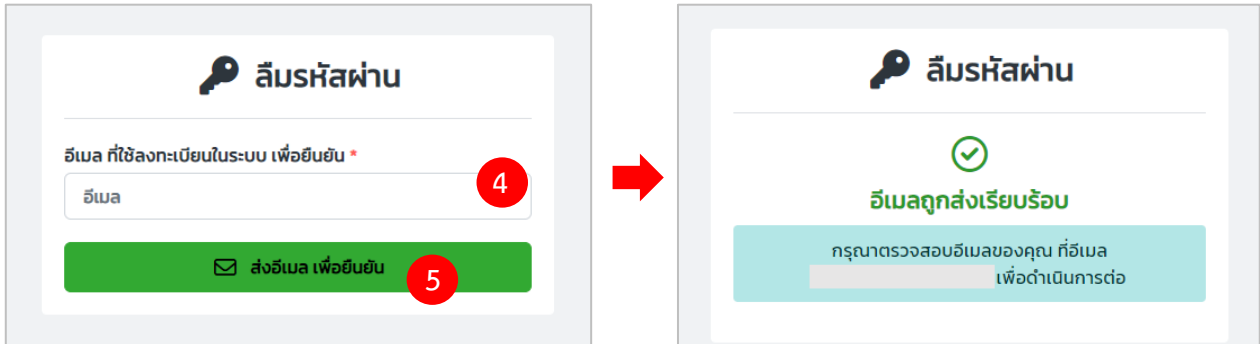 ลืมรหัสผ่าน
อีเมล ที่ใช้ลงทะเบียนในระบบ เพื่อยืนยัน *
อีเมล
4
ส่งอีเมล เพื่อยืนยัน
5
ลืมรหัสผ่าน
อีเมลถูกส่งเรียบร้อบ
กรุณาตรวจสอบอีเมลของคุณ ที่อีเมล
เพื่อดำเนินการต่อ